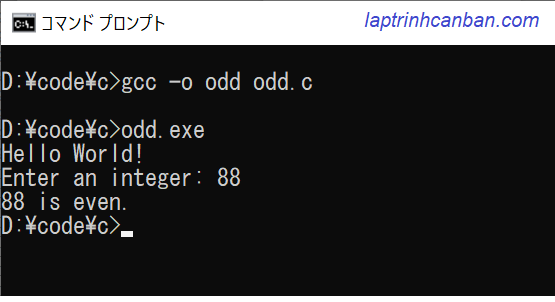 コマンド プロンプト
laptrinhcanban.com
D:¥code¥c>gcc -o odd odd.c
D:¥code¥c>odd.exe
Hello World!
Enter an integer: 88
88 is even.
D:¥code¥c>